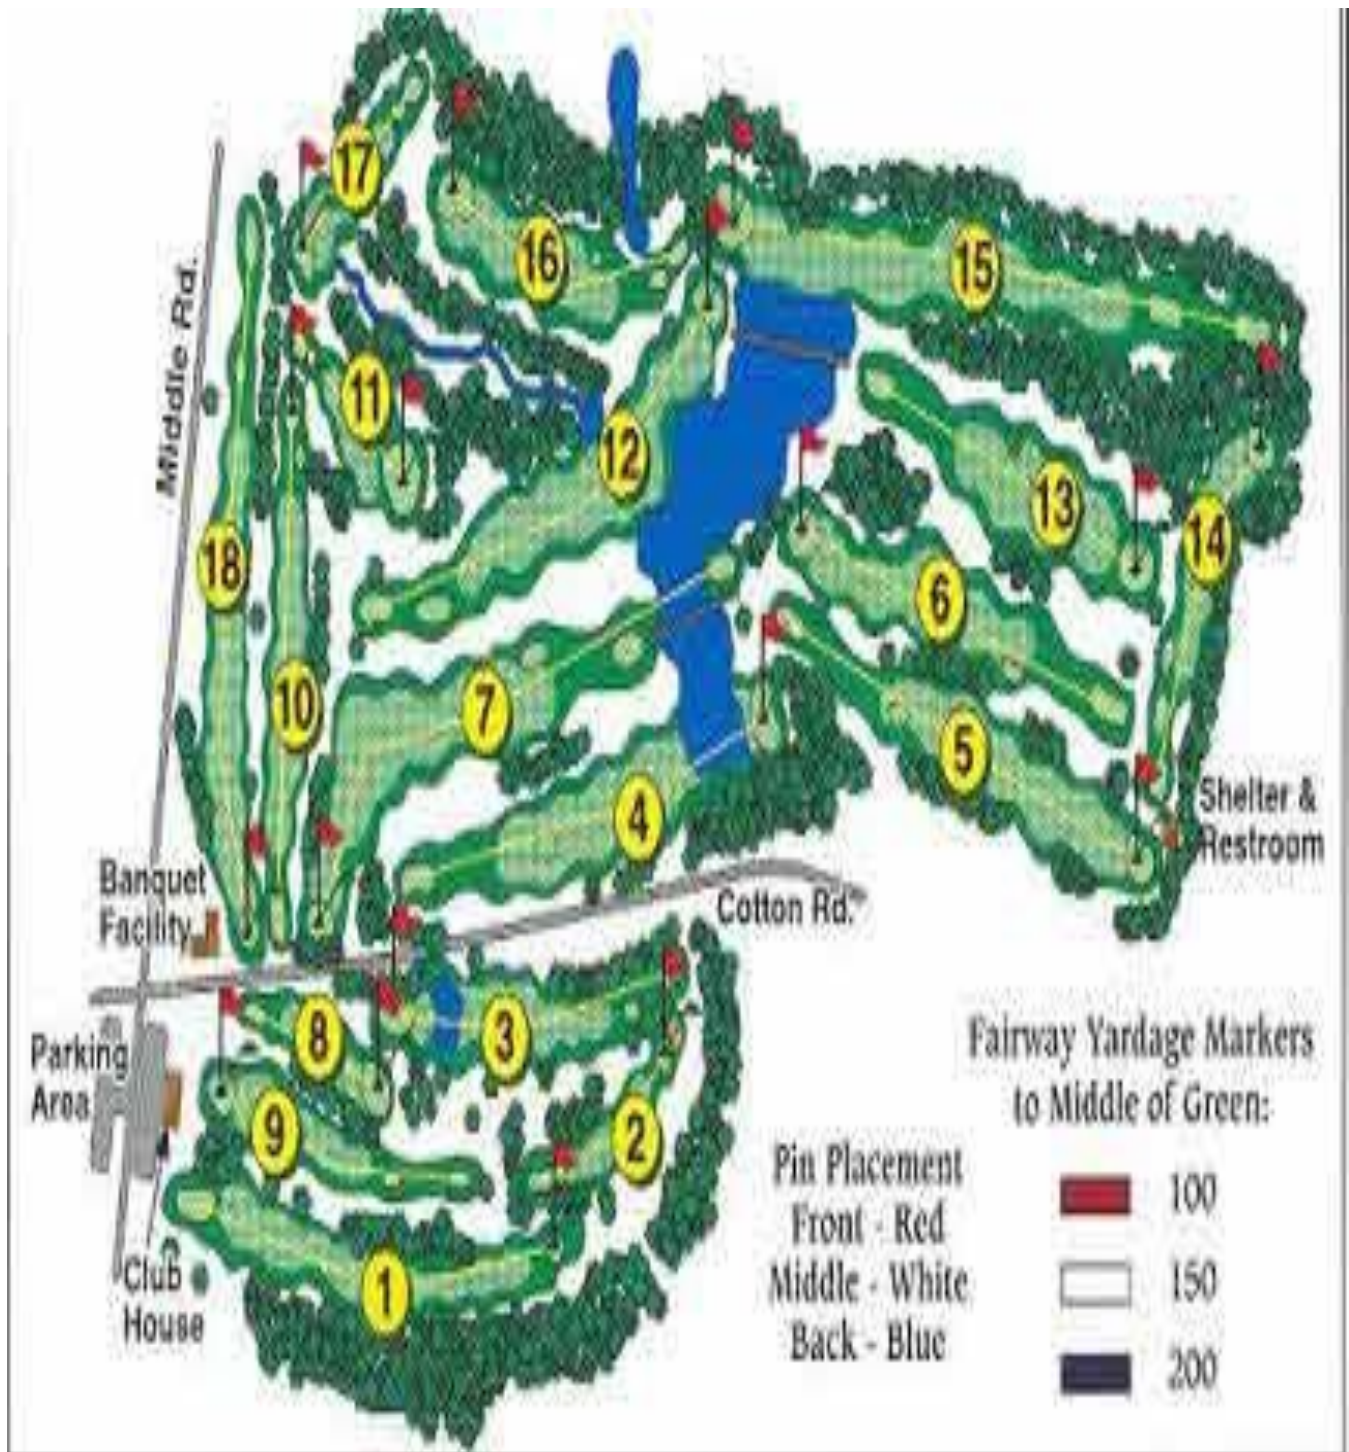 17
16
15
Middle Rd.
11
12
13
14
18
6
10
7
5
4
Shelter &
Restroom
Banquet
Facility
Cotton Rd.
Parking
Area
8
3
9
2
1
Club
House
Fairway Yardage Markers
to Middle of Green:
Pin Placement
Front - Red
Middle - White
Back - Blue
100
150
200